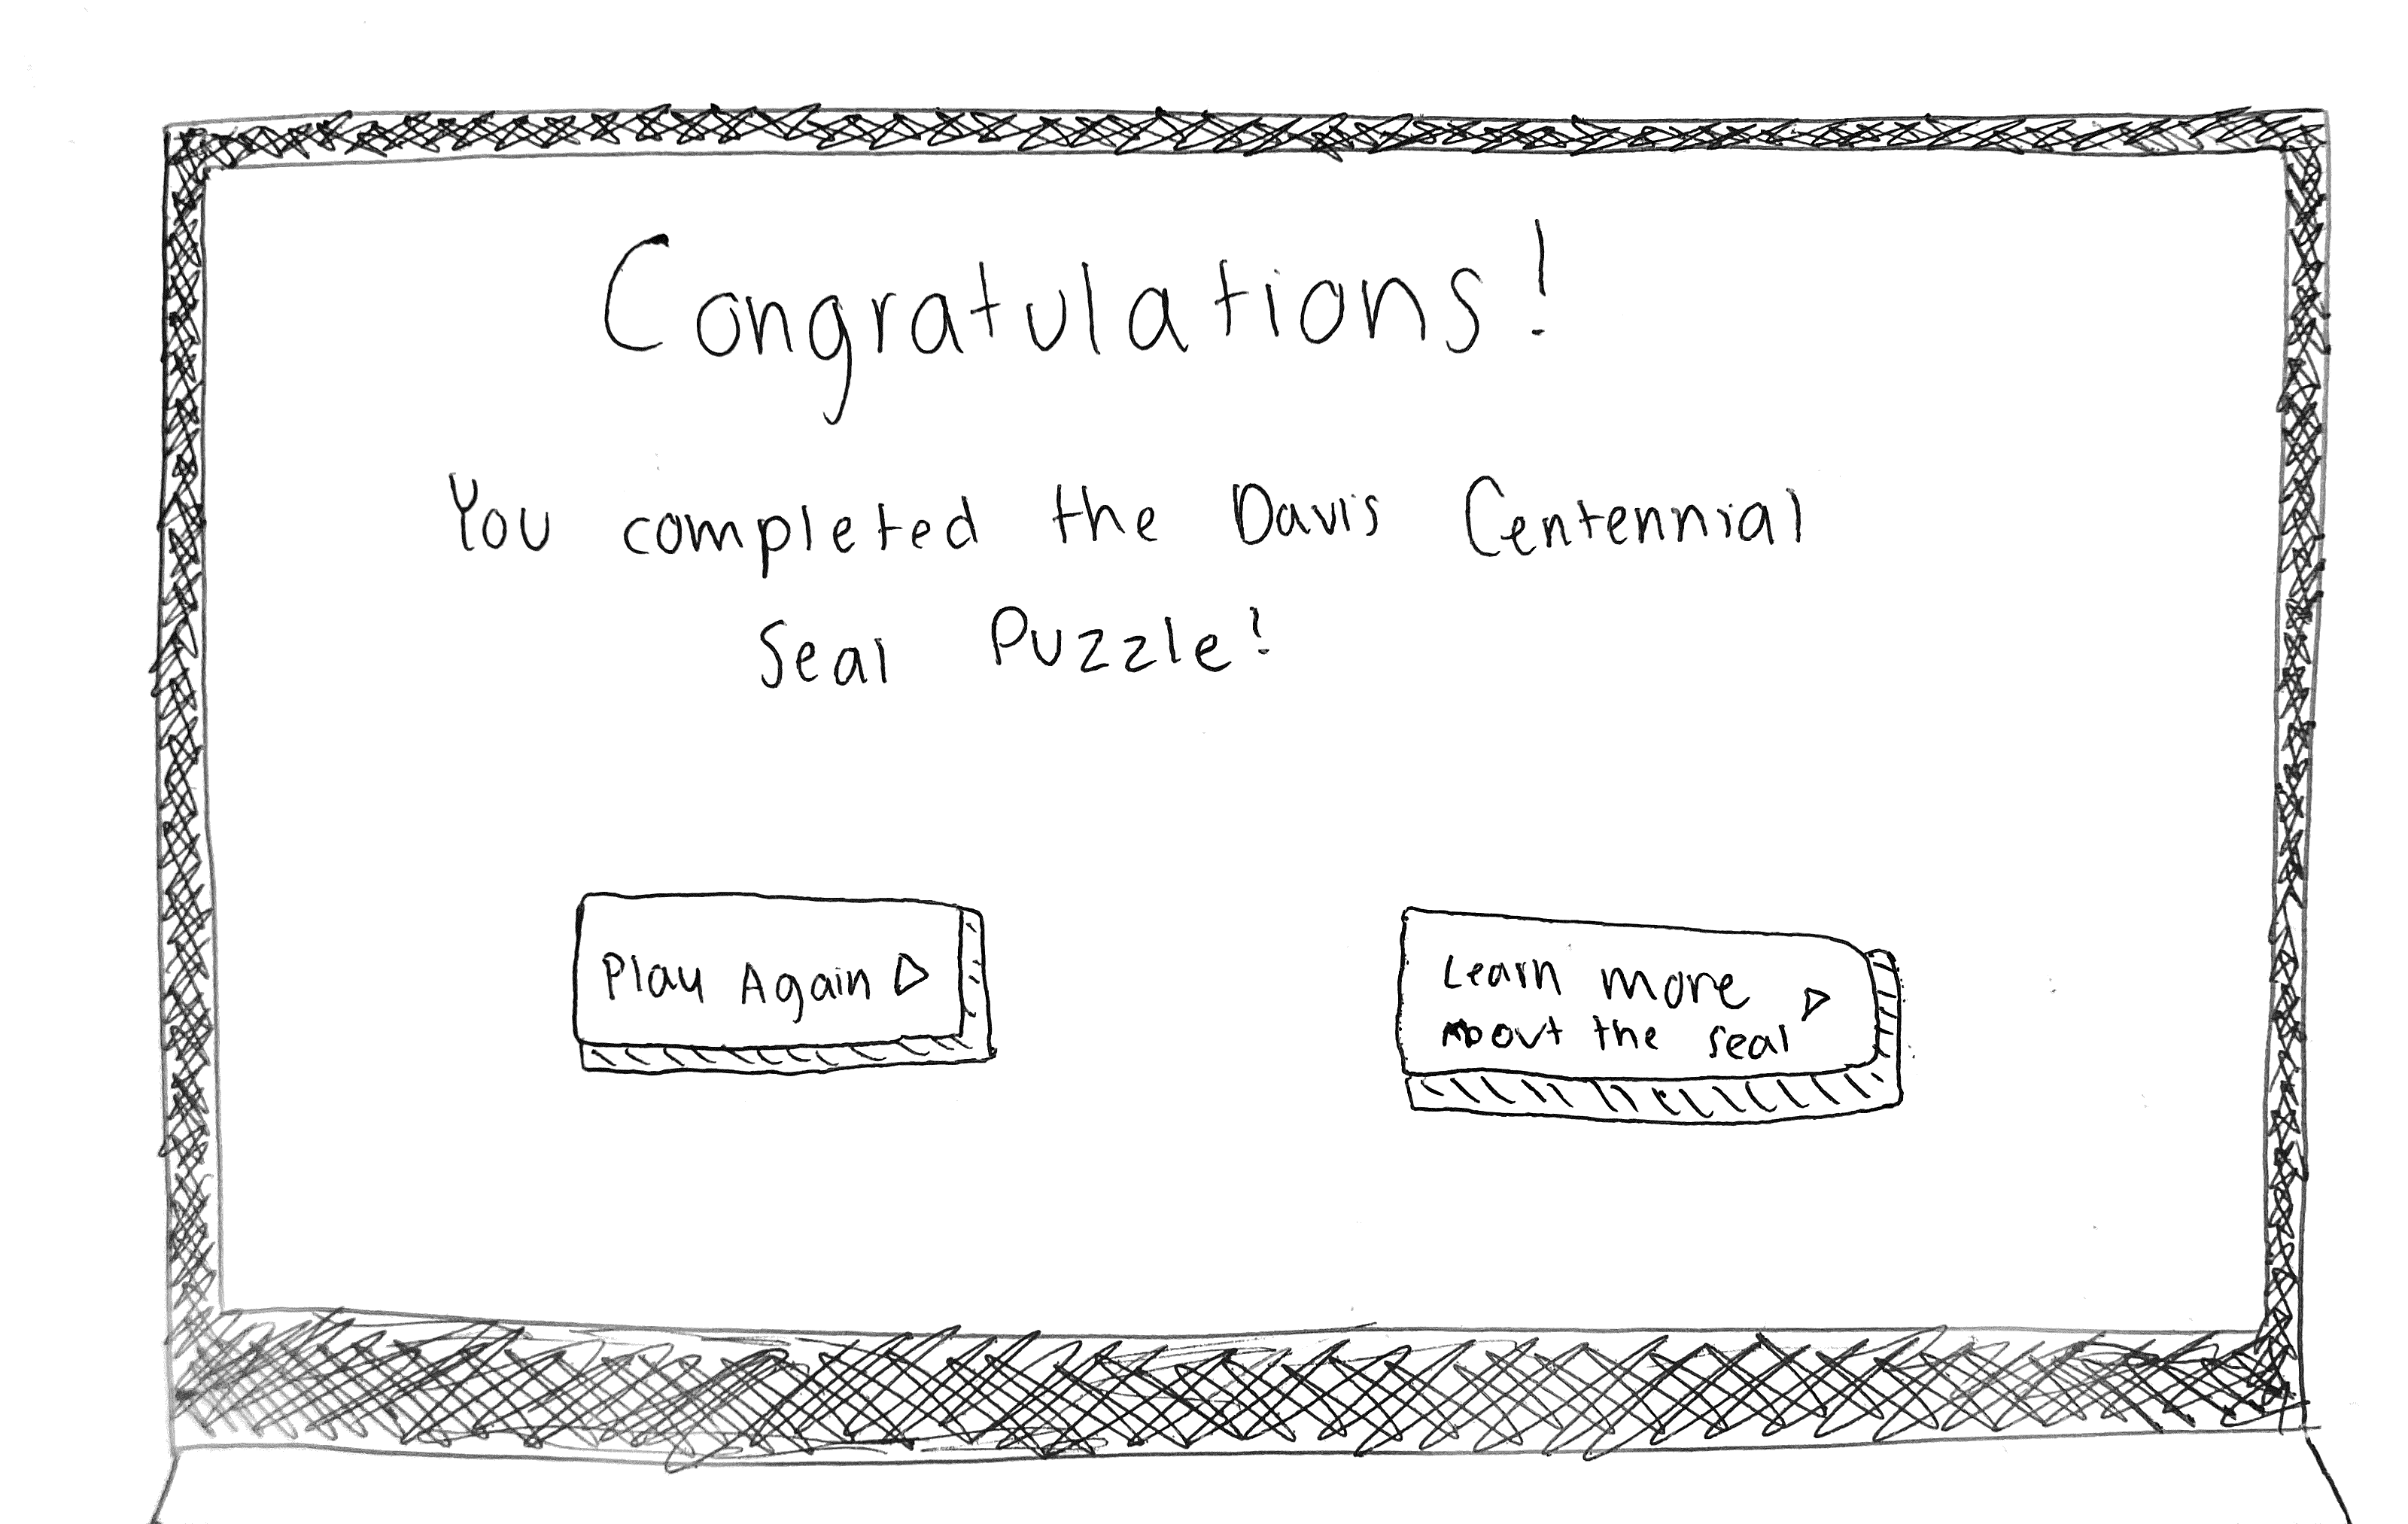 Congratulations!
You completed the Davis Centennial
Seal Puzzle!
Play Again
Learn more
About the seal